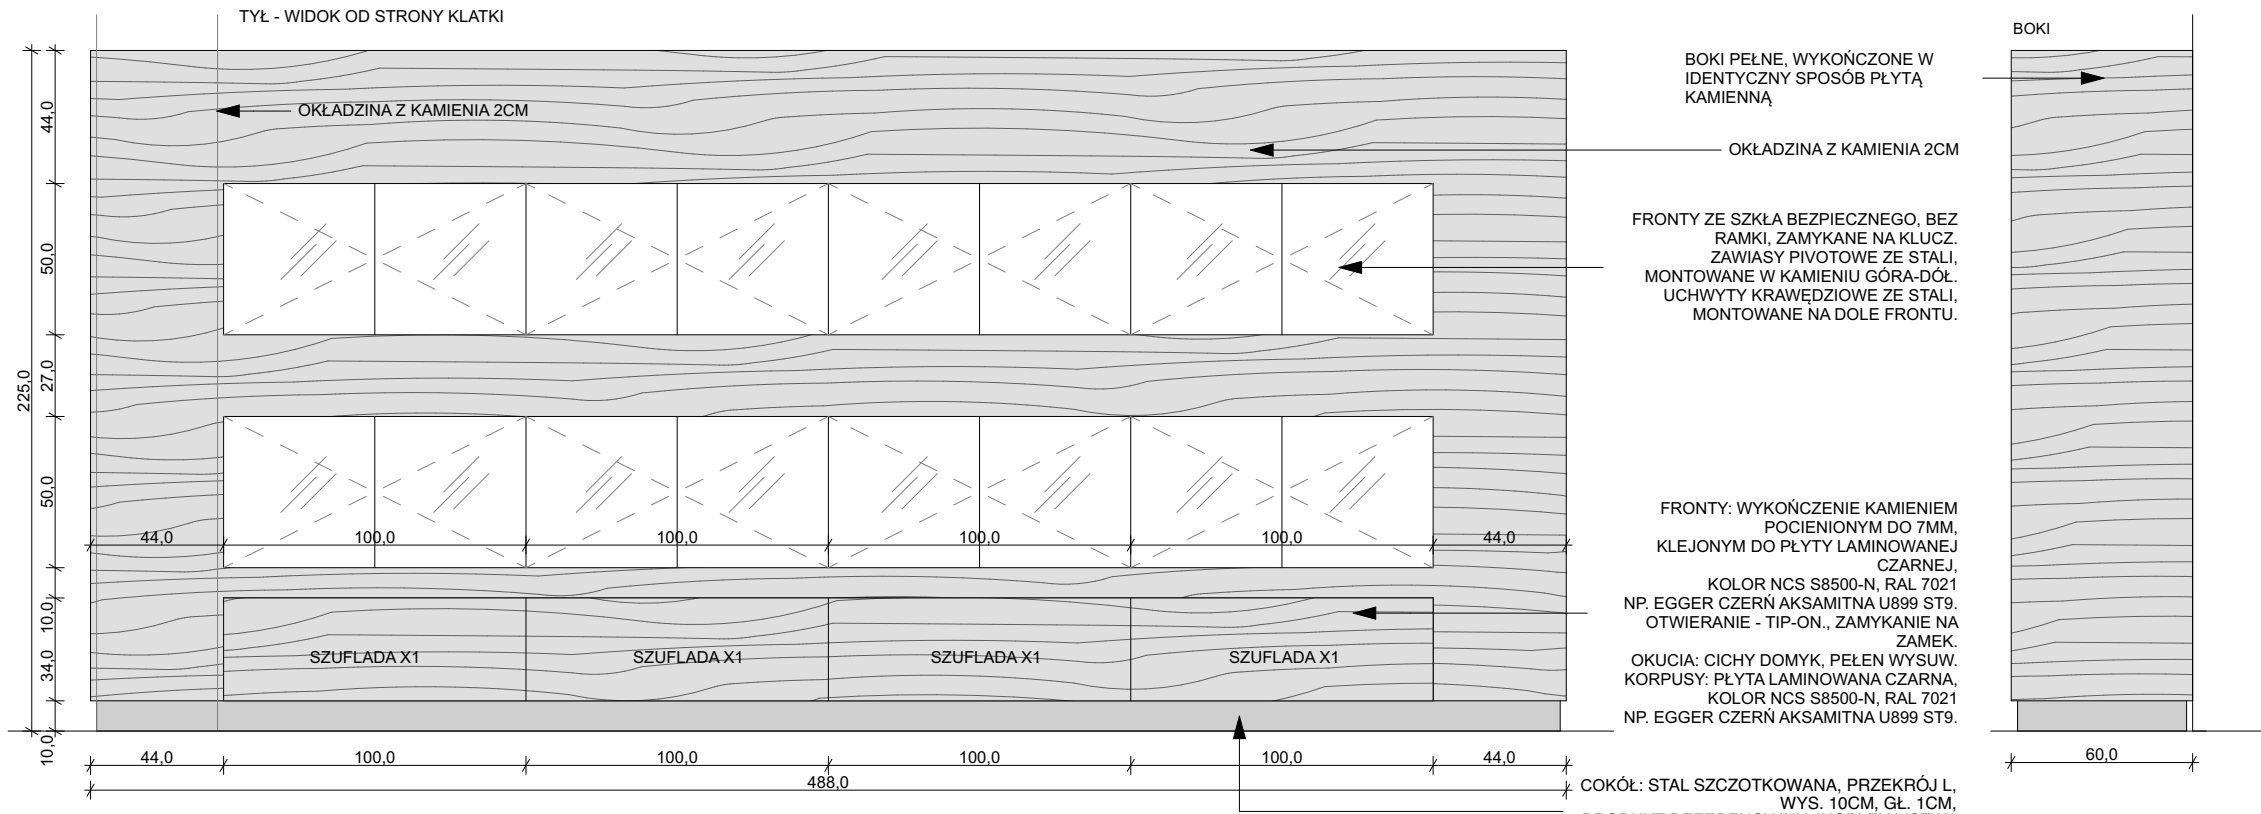 TYŁ - WIDOK OD STRONY KLATKI
BOKI
BOKI PEŁNE, WYKOŃCZONE W
IDENTYCZNY SPOSÓB PŁYTĄ
KAMIENNĄ
OKŁADZINA Z KAMIENIA 2CM
OKŁADZINA Z KAMIENIA 2CM
FRONTY ZE SZKŁA BEZPIECZNEGO, BEZ
RAMKI, ZAMYKANE NA KLUCZ.
ZAWIASY PIVOTOWE ZE STALI,
MONTOWANE W KAMIENIU GÓRA-DÓŁ.
UCHWYTY KRAWĘDZIOWE ZE STALI,
MONTOWANE NA DOLE FRONTU.
225,0
44,0
50,0
27,0
50,0
10,0
34,0
10,0
44,0 100,0 100,0 100,0 100,0 44,0
FRONTY: WYKOŃCZENIE KAMIENIEM
POCIENIONYM DO 7MM,
KLEJONYM DO PŁYTY LAMINOWANEJ
CZARNEJ,
KOLOR NCS S8500-N, RAL 7021
NP. EGGER CZERŃ AKSAMITNA U899 ST9.
OTWIERANIE - TIP-ON., ZAMYKANIE NA
ZAMEK.
OKUCIA: CICHY DOMYK, PEŁEN WYSUW.
KORPUSY: PŁYTA LAMINOWANA CZARNA,
KOLOR NCS S8500-N, RAL 7021
NP. EGGER CZERŃ AKSAMITNA U899 ST9.
SZUFLADA X1 SZUFLADA X1 SZUFLADA X1 SZUFLADA X1
44,0 100,0 100,0 100,0 100,0 44,0
488,0
60,0
COKÓŁ: STAL SZCZOTKOWANA, PRZEKRÓJ L,
WYS. 10CM, GŁ. 1CM,